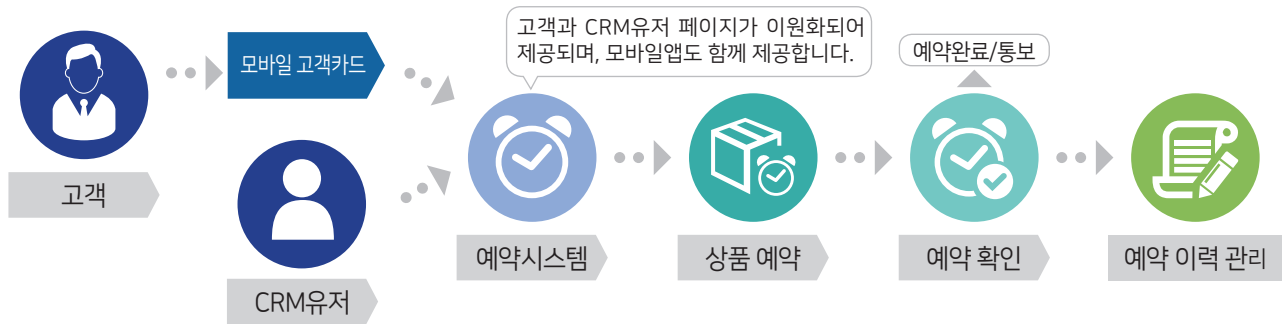 고객과 CRM유저 페이지가 이원화되어
제공되며, 모바일앱도 함께 제공합니다.
예약완료/통보
모바일 고객카드
고객
CRM유저
예약시스템
상품 예약
예약 확인
예약 이력 관리